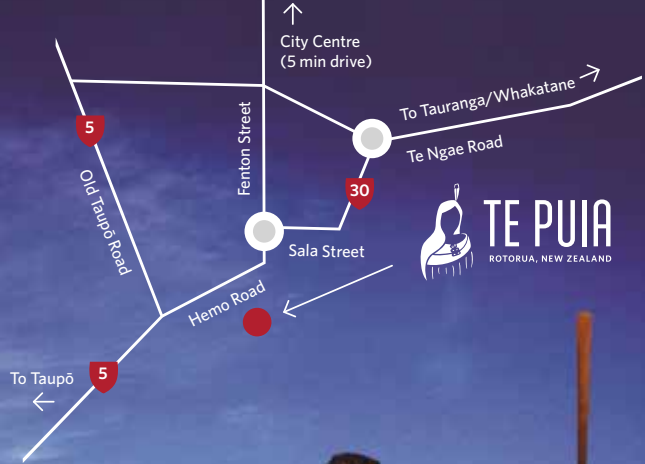 City Centre
(5 min drive)
To Tauranga/Whakatane
5
Fenton Street
Te Ngae Road
Old Taupō Road
30
TE PUIA
ROTORUA, NEW ZEALAND
Sala Street
Hemo Road
To Taupō
5